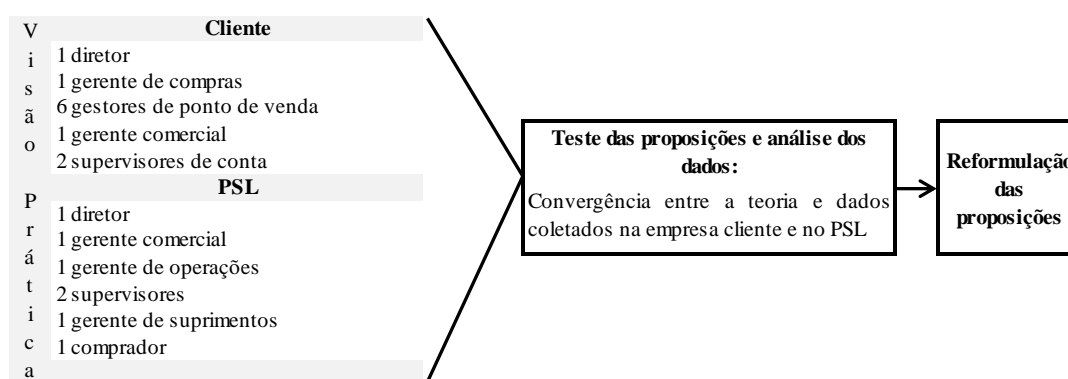 Visão Prática
Cliente
1 diretor
1 gerente de compras
6 gestores de ponto de venda
1 gerente comercial
2 supervisores de conta
PSL
1 diretor
1 gerente comercial
1 gerente de operações
2 supervisores
1 gerente de suprimentos
1 comprador
Teste das proposições e análise dos
dados:
Convergência entre a teoria e dados
coletados na empresa cliente e no PSL
Reformulação
das
proposições